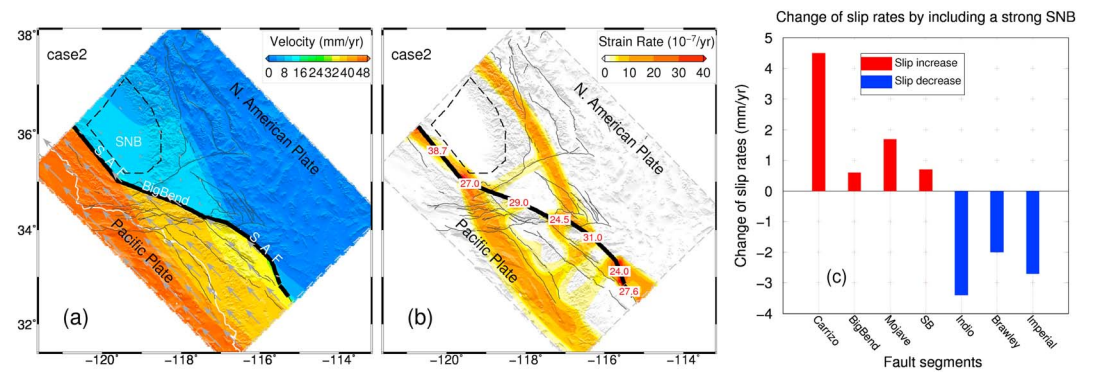 38°
36°
34°
32°
case2
Velocity (mm/yr)
0 8 16 24 32 40 48
N. American Plate
SNB
S. A. F.
BigBend
S. A. F.
Pacific Plate
(a)
−120° −118° −116° −114°
case2
Strain Rate (10⁻⁷/yr)
0 10 20 30 40
N. American Plate
38.7
27.0
29.0
24.5
31.0
24.0
27.6
Pacific Plate
(b)
−120° −118° −116° −114°
Change of slip rates by including a strong SNB
Change of slip rates (mm/yr)
5
4
3
2
1
0
−1
−2
−3
−4
Slip increase
Slip decrease
(c)
Carrizo
BigBend
Mojave
SB
Indio
Brawley
Imperial
Fault segments